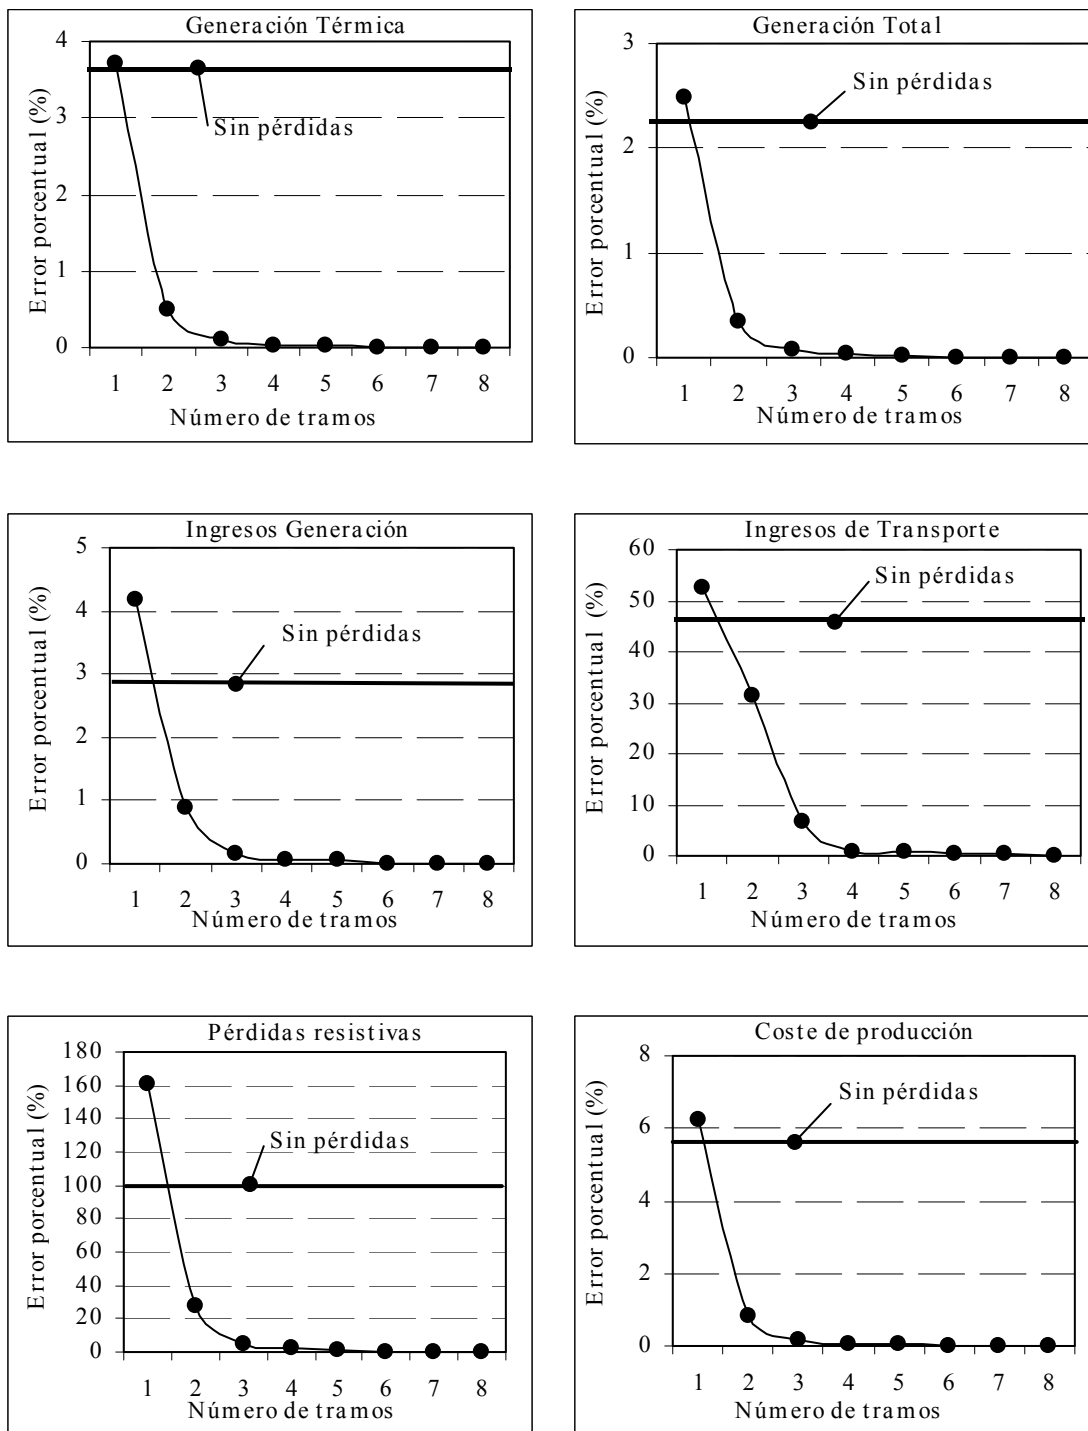 Generación Térmica
Error porcentual (%)
4
3
2
1
0
Sin pérdidas
1 2 3 4 5 6 7 8
Número de tramos
Generación Total
Error porcentual (%)
3
2
1
0
Sin pérdidas
1 2 3 4 5 6 7 8
Número de tramos
Ingresos Generación
Error porcentual (%)
5
4
3
2
1
0
Sin pérdidas
1 2 3 4 5 6 7 8
Número de tramos
Ingresos de Transporte
Error porcentual (%)
60
50
40
30
20
10
0
Sin pérdidas
1 2 3 4 5 6 7 8
Número de tramos
Pérdidas resistivas
Error porcentual (%)
180
160
140
120
100
80
60
40
20
0
Sin pérdidas
1 2 3 4 5 6 7 8
Número de tramos
Coste de producción
Error porcentual (%)
8
6
4
2
0
Sin pérdidas
1 2 3 4 5 6 7 8
Número de tramos